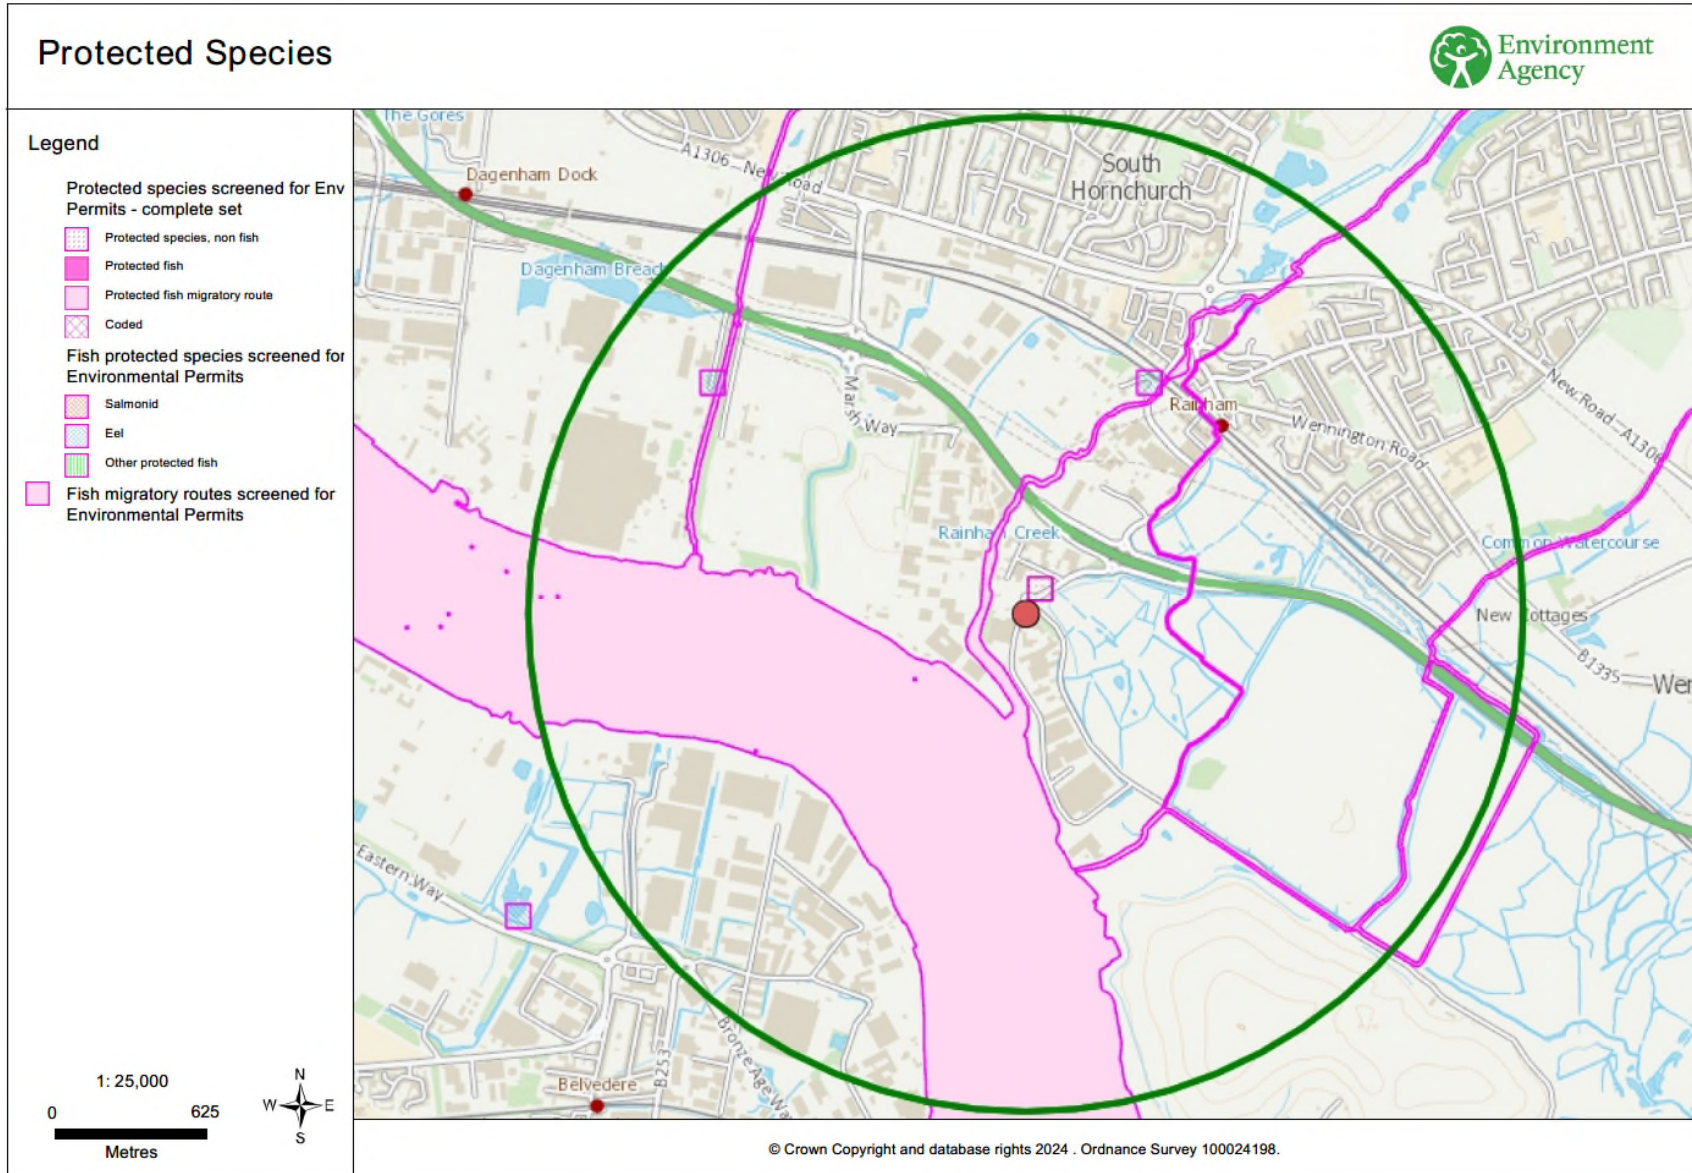 Protected Species
Environment
Agency
Legend
Protected species screened for Env
Permits - complete set
Protected species, non fish
Protected fish
Protected fish migratory route
Coded
Fish protected species screened for
Environmental Permits
Salmonid
Eel
Other protected fish
Fish migratory routes screened for
Environmental Permits
1: 25,000
0 625
Metres
N
W E
S
The Gores
Dagenham Dock
A1306 New Road
South
Hornchurch
Dagenham Breach
Marsh Way
Rainham
Wennington Road
New Road A1306
Rainham Creek
Common Watercourse
New Cottages
B1335
Wen
Eastern Way
Bronze Age Way
B253
Belvedere
© Crown Copyright and database rights 2024 . Ordnance Survey 100024198.